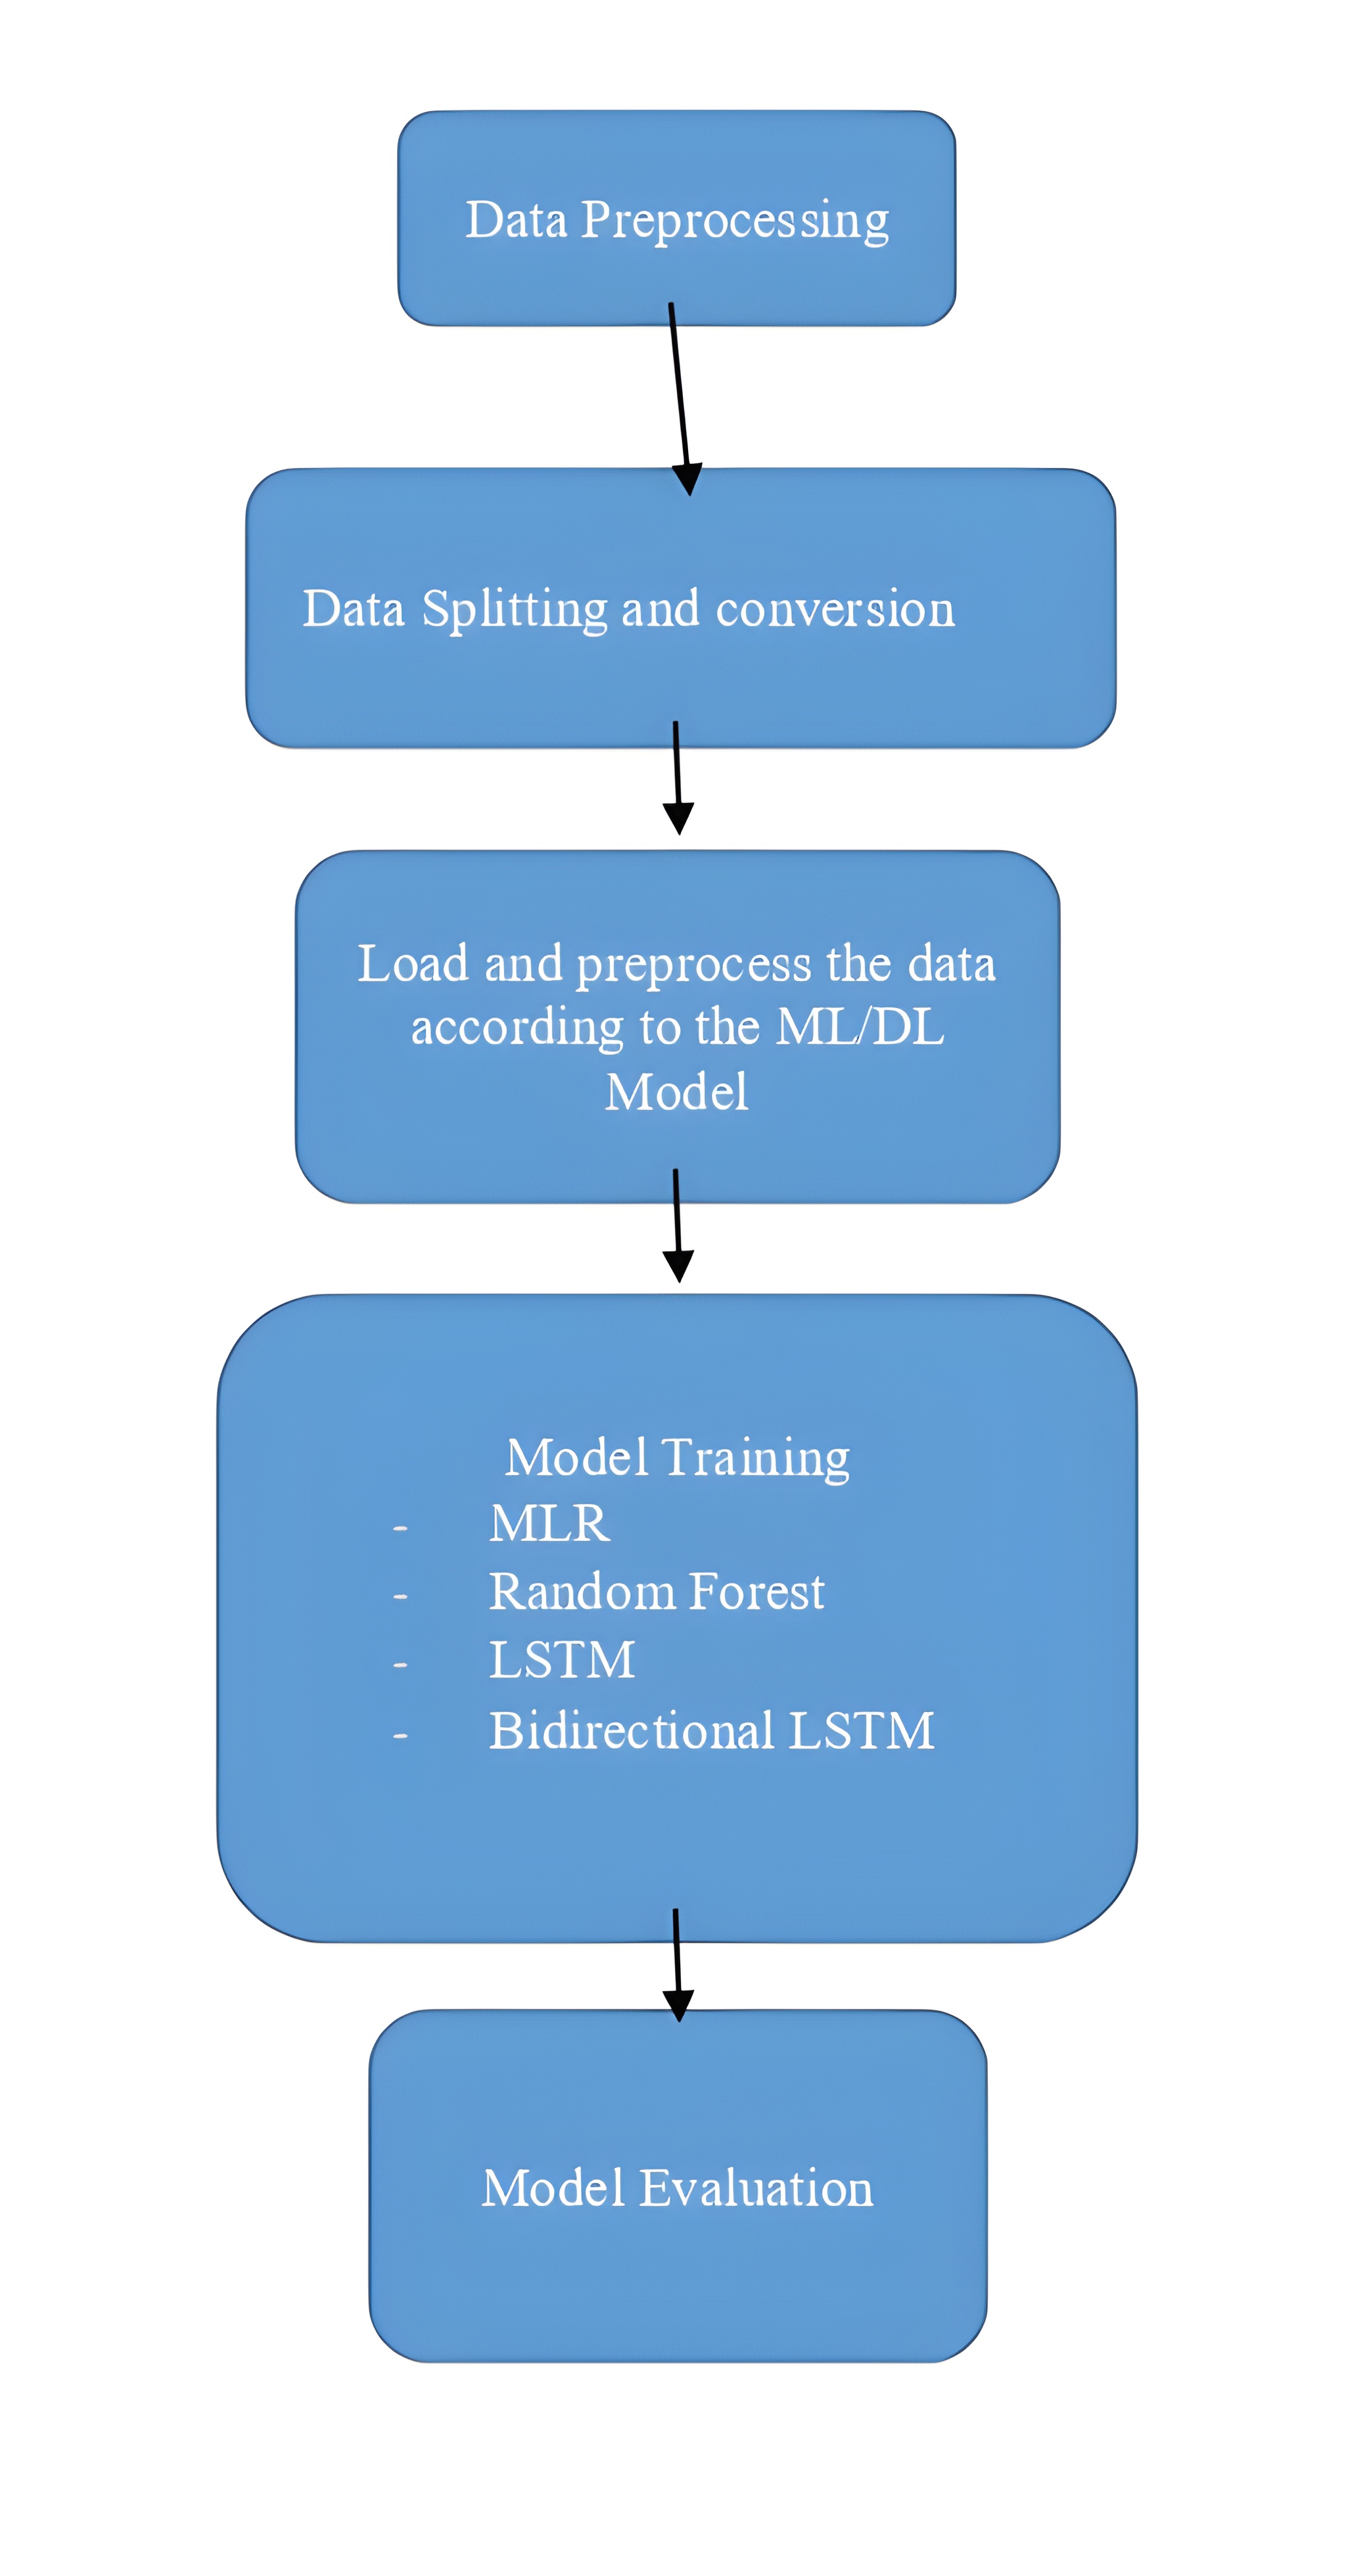 Data Preprocessing
Data Splitting and conversion
Load and preprocess the data
according to the ML/DL
Model
Model Training
- MLR
- Random Forest
- LSTM
- Bidirectional LSTM
Model Evaluation